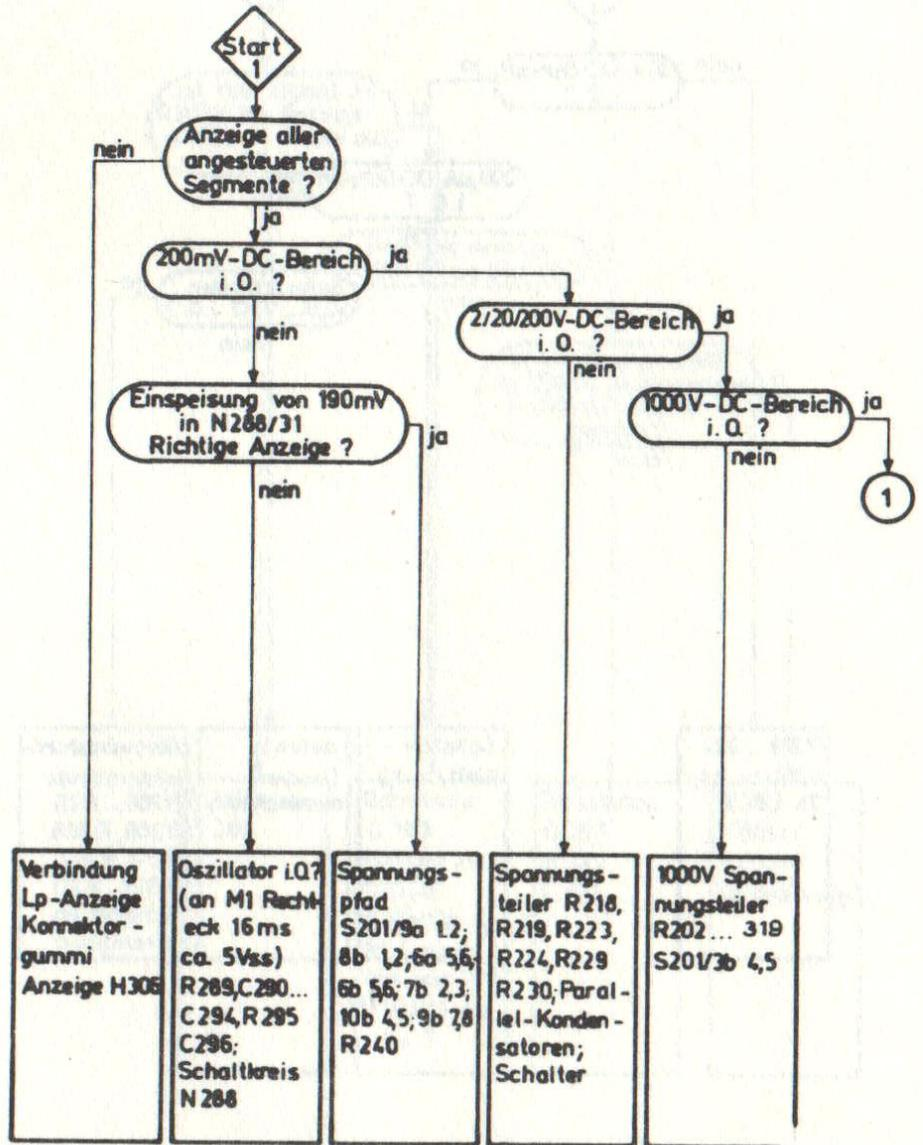 Start
1
Anzeige aller
angesteuerten
Segmente ?
nein
ja
200mV-DC-Bereich
i.O. ?
ja
nein
2/20/200V-DC-Bereich
i. O. ?
ja
nein
Einspeisung von 190mV
in N288/31
Richtige Anzeige ?
ja
nein
1000V-DC-Bereich
i. O. ?
ja
nein
1
Verbindung
Lp-Anzeige
Konnektor-
gummi
Anzeige H306
Oszillator i.O?
(an M1 Recht-
eck 16ms
ca. 5Vss)
R289,C290...
C294,R295
C296;
Schaltkreis
N 288
Spannungs-
pfad
S201/9a 1.2;
8b 1,2;6a 5,6;
6b 5,6; 7b 2,3;
10b 4,5; 9b 7,8
R240
Spannungs-
teiler R218,
R219, R223,
R224, R229
R230; Paral-
lel-Konden-
satoren;
Schalter
1000V Span-
nungsteiler
R202... 319
S201/3b 4,5